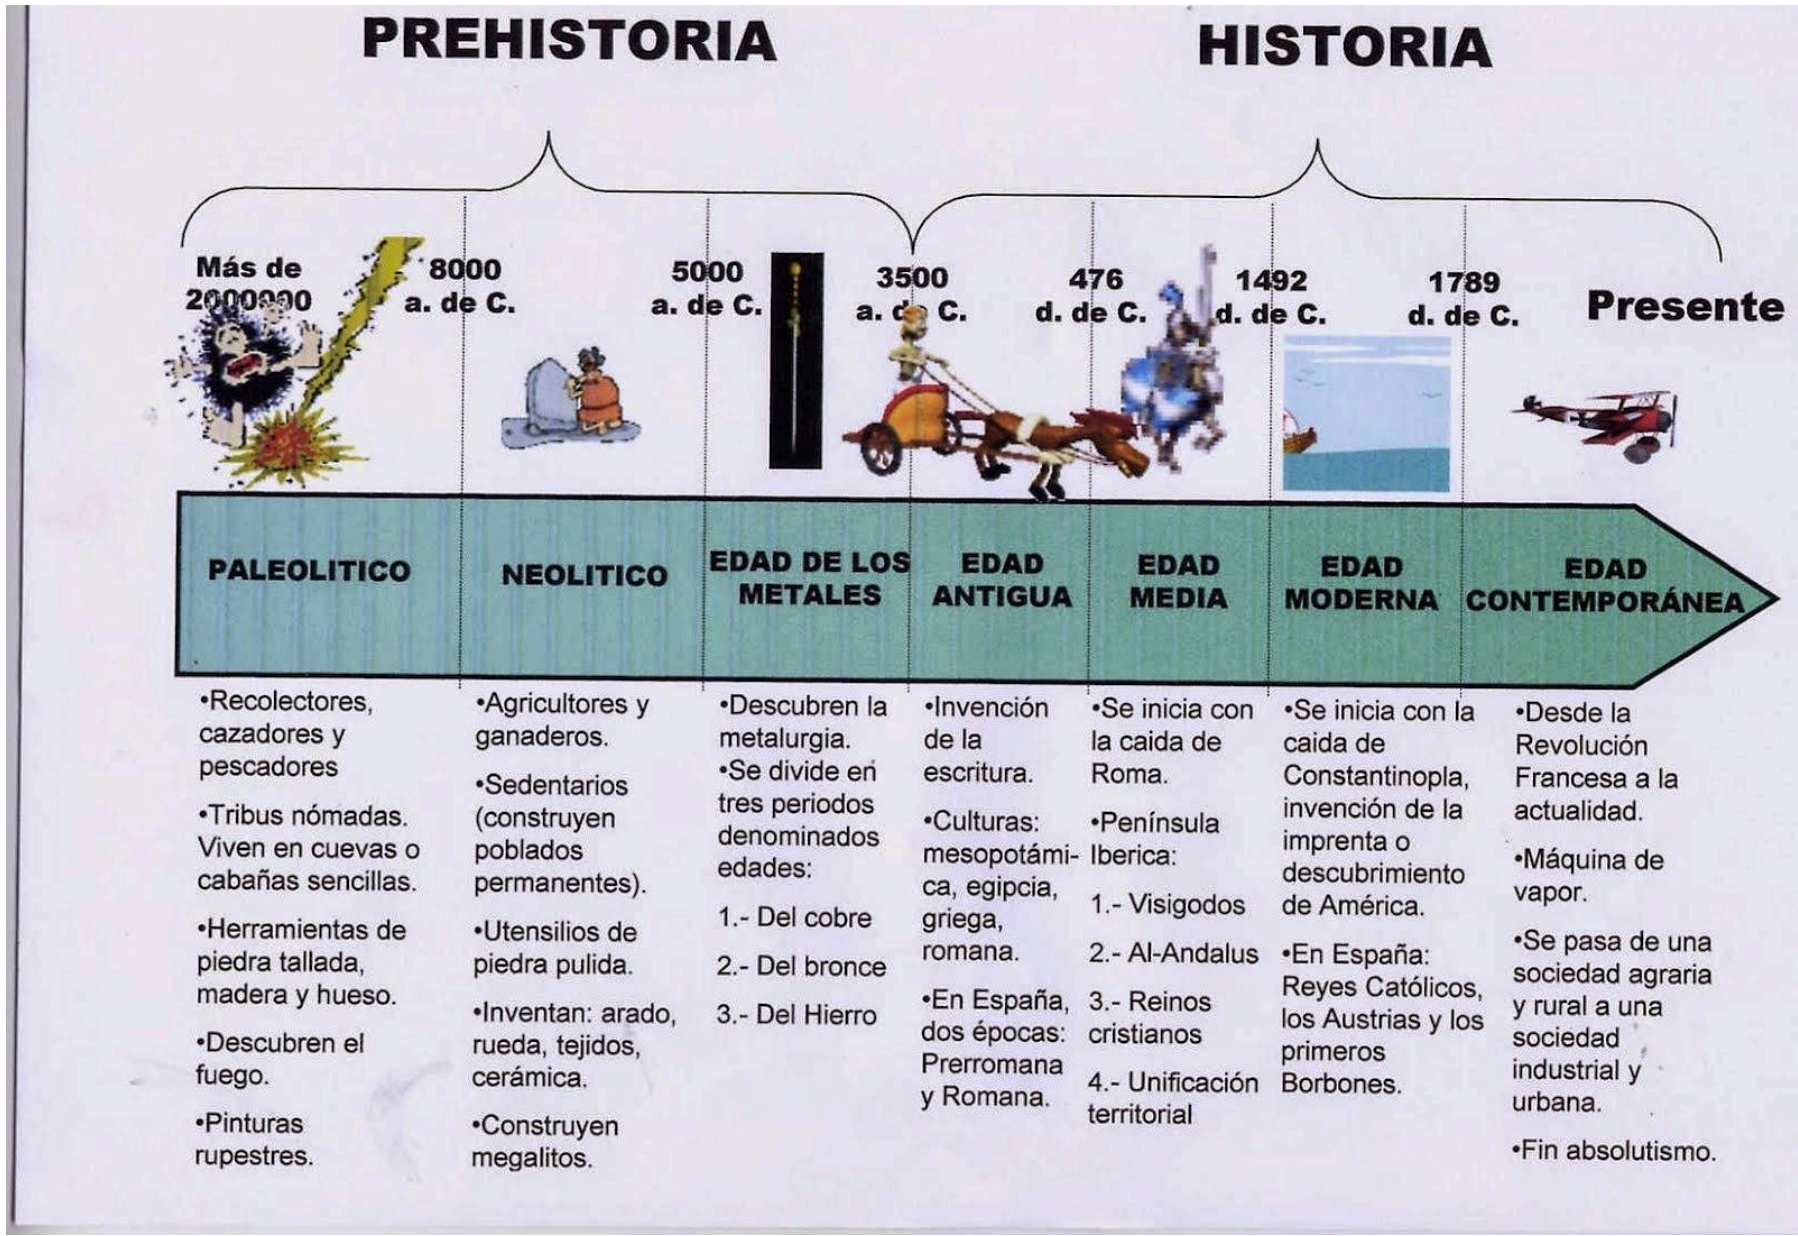 PREHISTORIA
HISTORIA
Más de
2000000
8000
a. de C.
5000
a. de C.
3500
a. de C.
476
d. de C.
1492
d. de C.
1789
d. de C.
Presente
PALEOLITICO
NEOLITICO
EDAD DE LOS
METALES
EDAD
ANTIGUA
EDAD
MEDIA
EDAD
MODERNA
EDAD
CONTEMPORÁNEA
•Recolectores,
cazadores y
pescadores
•Tribus nómadas.
Viven en cuevas o
cabañas sencillas.
•Herramientas de
piedra tallada,
madera y hueso.
•Descubren el
fuego.
•Pinturas
rupestres.
•Agricultores y
ganaderos.
•Sedentarios
(construyen
poblados
permanentes).
•Utensilios de
piedra pulida.
•Inventan: arado,
rueda, tejidos,
cerámica.
•Construyen
megalitos.
•Descubren la
metalurgia.
•Se divide en
tres periodos
denominados
edades:
1.- Del cobre
2.- Del bronce
3.- Del Hierro
•Invención
de la
escritura.
•Culturas:
mesopotámi-
ca, egipcia,
griega,
romana.
•En España,
dos épocas:
Prerromana
y Romana.
•Se inicia con
la caida de
Roma.
•Península
Iberica:
1.- Visigodos
2.- Al-Andalus
3.- Reinos
cristianos
4.- Unificación
territorial
•Se inicia con la
caida de
Constantinopla,
invención de la
imprenta o
descubrimiento
de América.
•En España:
Reyes Católicos,
los Austrias y los
primeros
Borbones.
•Desde la
Revolución
Francesa a la
actualidad.
•Máquina de
vapor.
•Se pasa de una
sociedad agraria
y rural a una
sociedad
industrial y
urbana.
•Fin absolutismo.